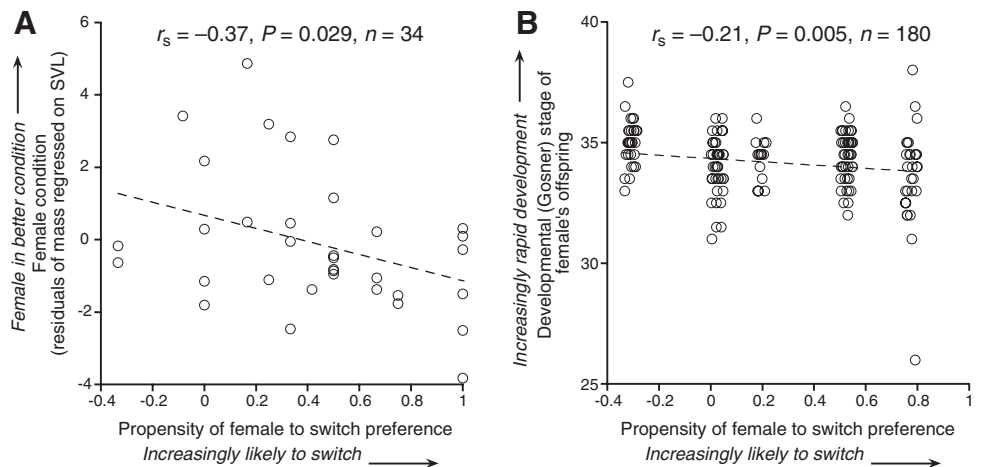 A
r_s = –0.37, P = 0.029, n = 34
Female in better condition
Female condition
(residuals of mass regressed on SVL)
6
4
2
0
-2
-4
-0.4 -0.2 0 0.2 0.4 0.6 0.8 1
Propensity of female to switch preference
Increasingly likely to switch
B
r_s = –0.21, P = 0.005, n = 180
Increasingly rapid development
Developmental (Gosner) stage of
female's offspring
40
35
30
25
-0.4 -0.2 0 0.2 0.4 0.6 0.8 1
Propensity of female to switch preference
Increasingly likely to switch